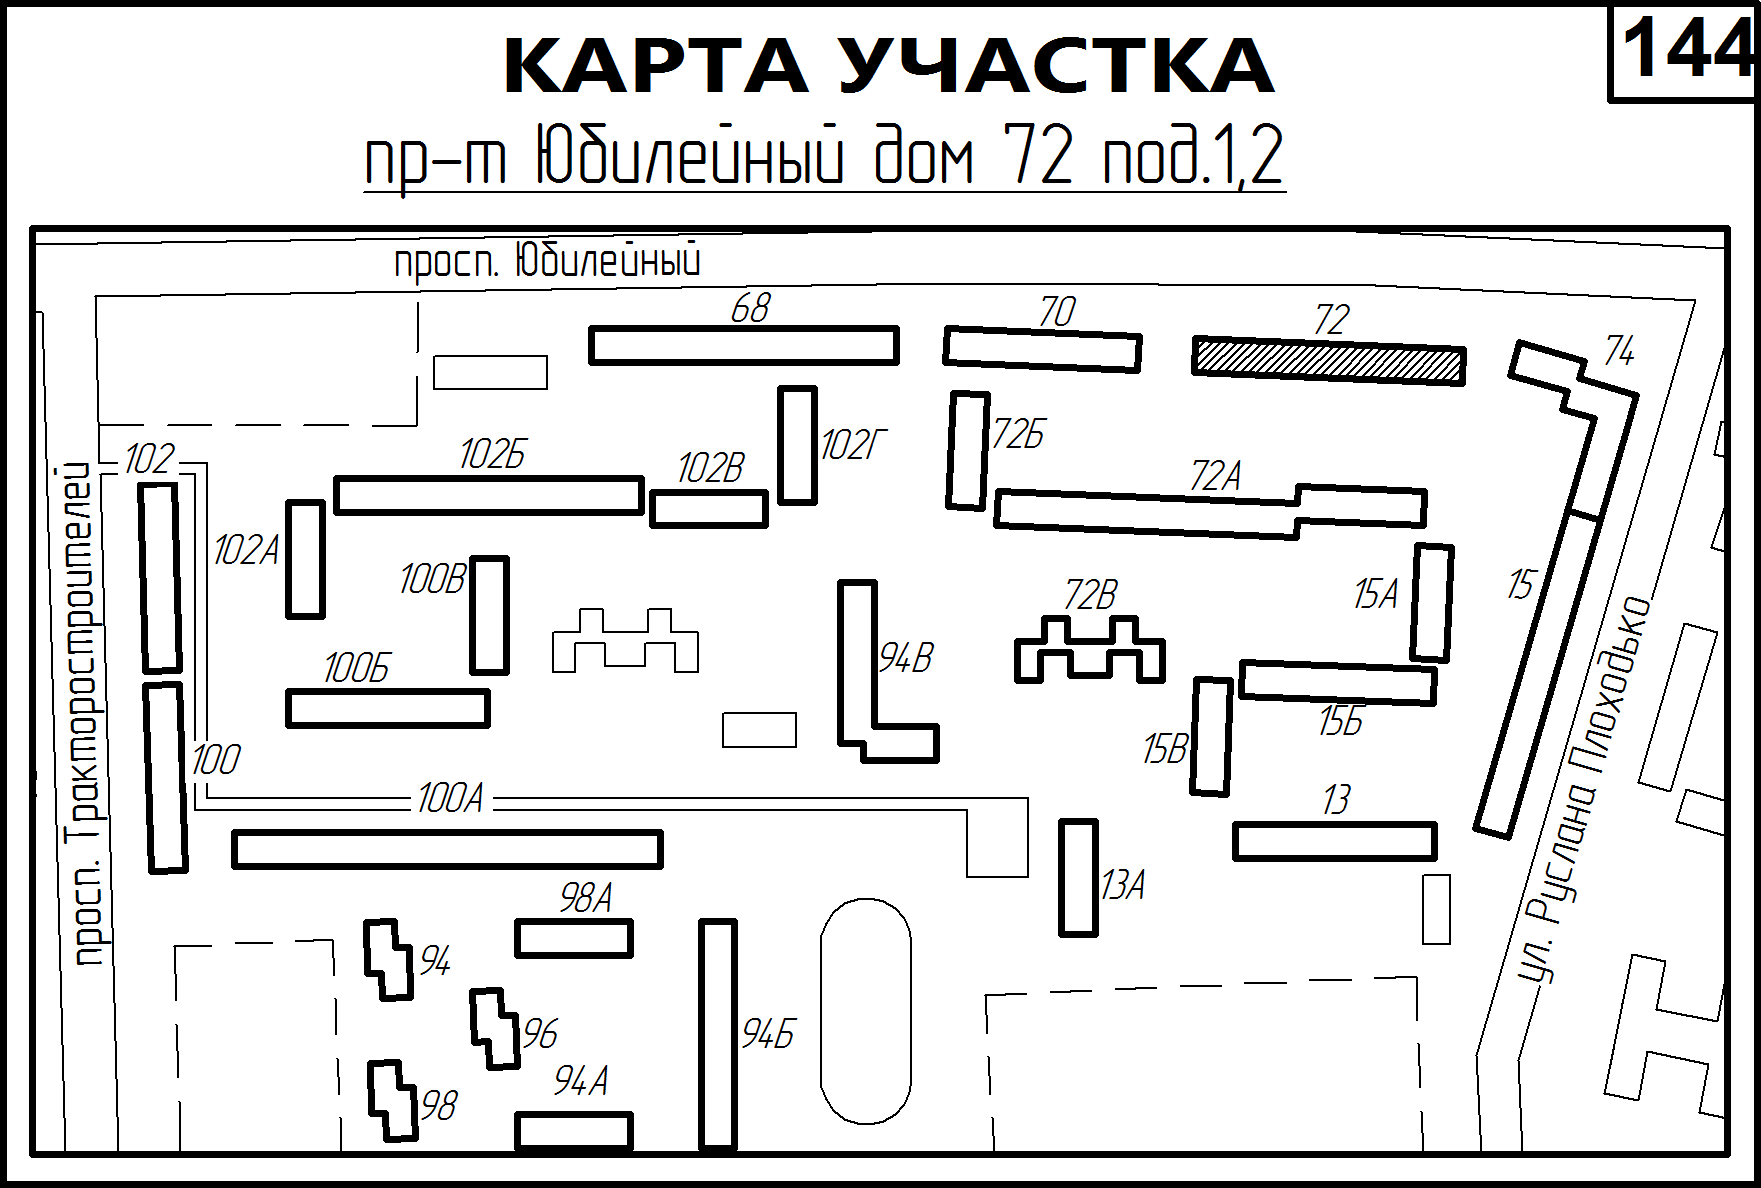 144
КАРТА УЧАСТКА
пр-т Юбилейный дом 72 под.1,2
просп. Юбилейный
68
70
72
74
102
102Б
102В
102Г
72Б
72А
просп. Тракторостроителей
102А
100В
72В
15А
15
100Б
94В
15Б
15В
100
100А
13
ул. Руслана Плоходько
98А
13А
94
96
94Б
94А
98